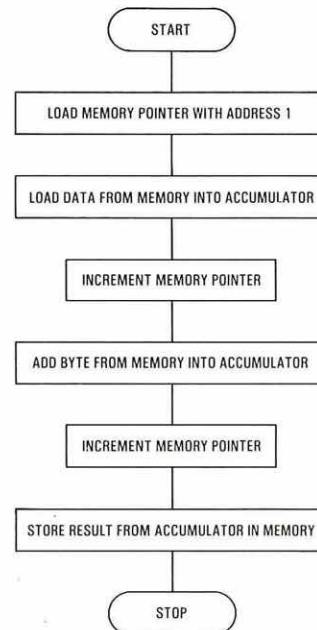 START
LOAD MEMORY POINTER WITH ADDRESS 1
LOAD DATA FROM MEMORY INTO ACCUMULATOR
INCREMENT MEMORY POINTER
ADD BYTE FROM MEMORY INTO ACCUMULATOR
INCREMENT MEMORY POINTER
STORE RESULT FROM ACCUMULATOR IN MEMORY
STOP